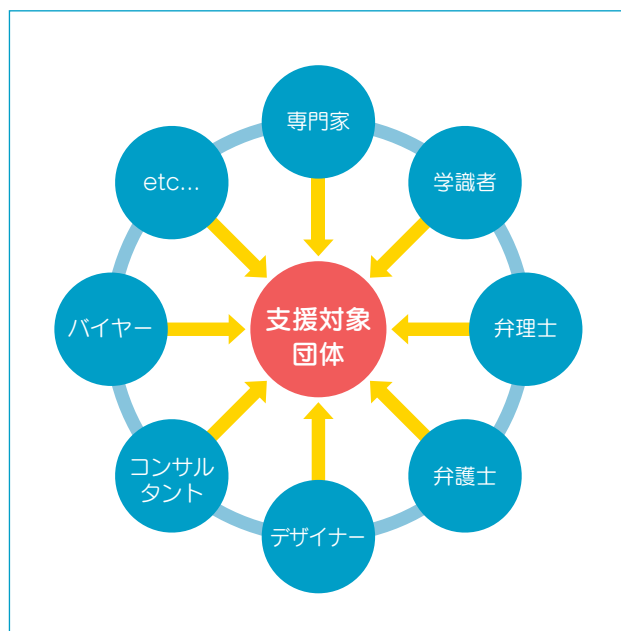 専門家
学識者
弁理士
弁護士
デザイナー
コンサル
タント
バイヤー
etc...
支援対象
団体